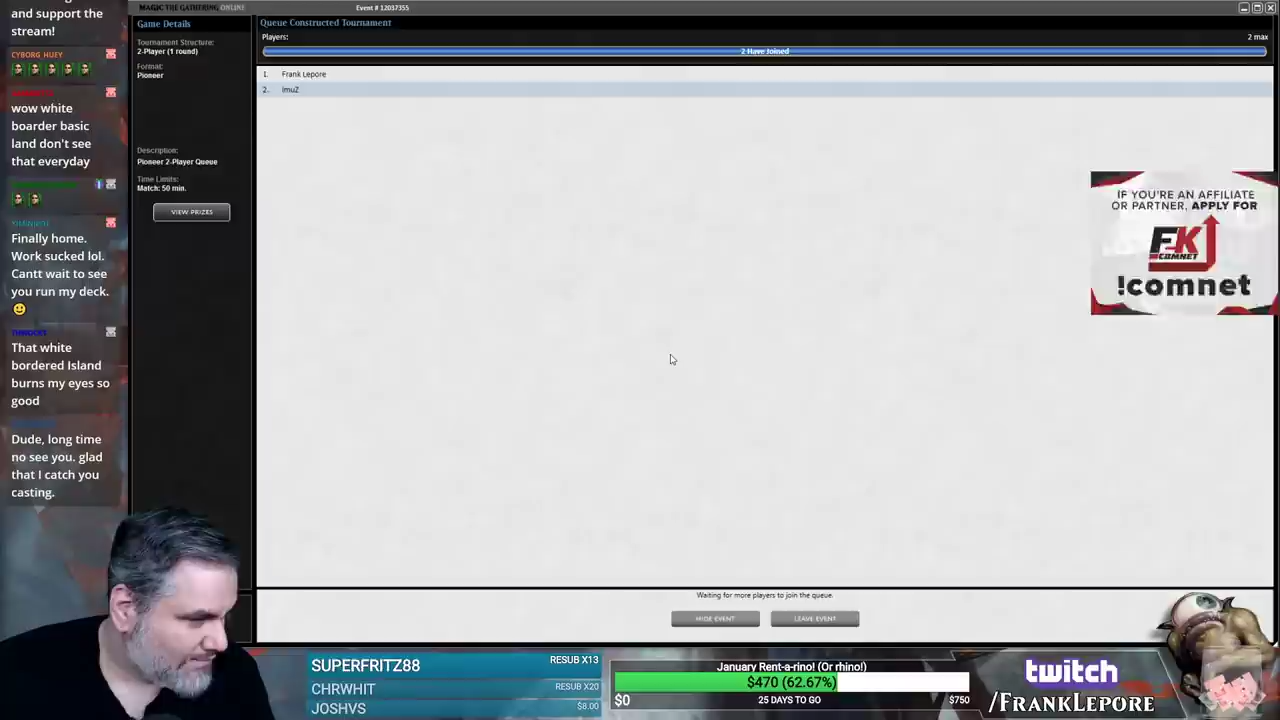 and support the
stream!
CYBORG HUEY
wow white
boarder basic
land don't see
that everyday
Finally home.
Work sucked lol.
Cantt wait to see
you run my deck.
That white
bordered Island
burns my eyes so
good
Dude, long time
no see you. glad
that I catch you
casting.
MAGIC THE GATHERING ONLINE
Event # 12037355
Game Details
Tournament Structure:
2-Player (1 round)
Format:
Pioneer
Description:
Pioneer 2-Player Queue
Time Limits:
Match: 50 min.
VIEW PRIZES
Queue Constructed Tournament
Players:
2 max
2 Have Joined
1. Frank Lepore
2. ImuZ
IF YOU'RE AN AFFILIATE
OR PARTNER, APPLY FOR
COMNET
!comnet
Waiting for more players to join the queue.
HIDE EVENT
LEAVE EVENT
SUPERFRITZ88 RESUB X13
CHRWHIT RESUB X20
JOSHVS $8.00
January Rent-a-rino! (Or rhino!)
$470 (62.67%)
$0 25 DAYS TO GO $750
twitch
/FRANKLEPORE